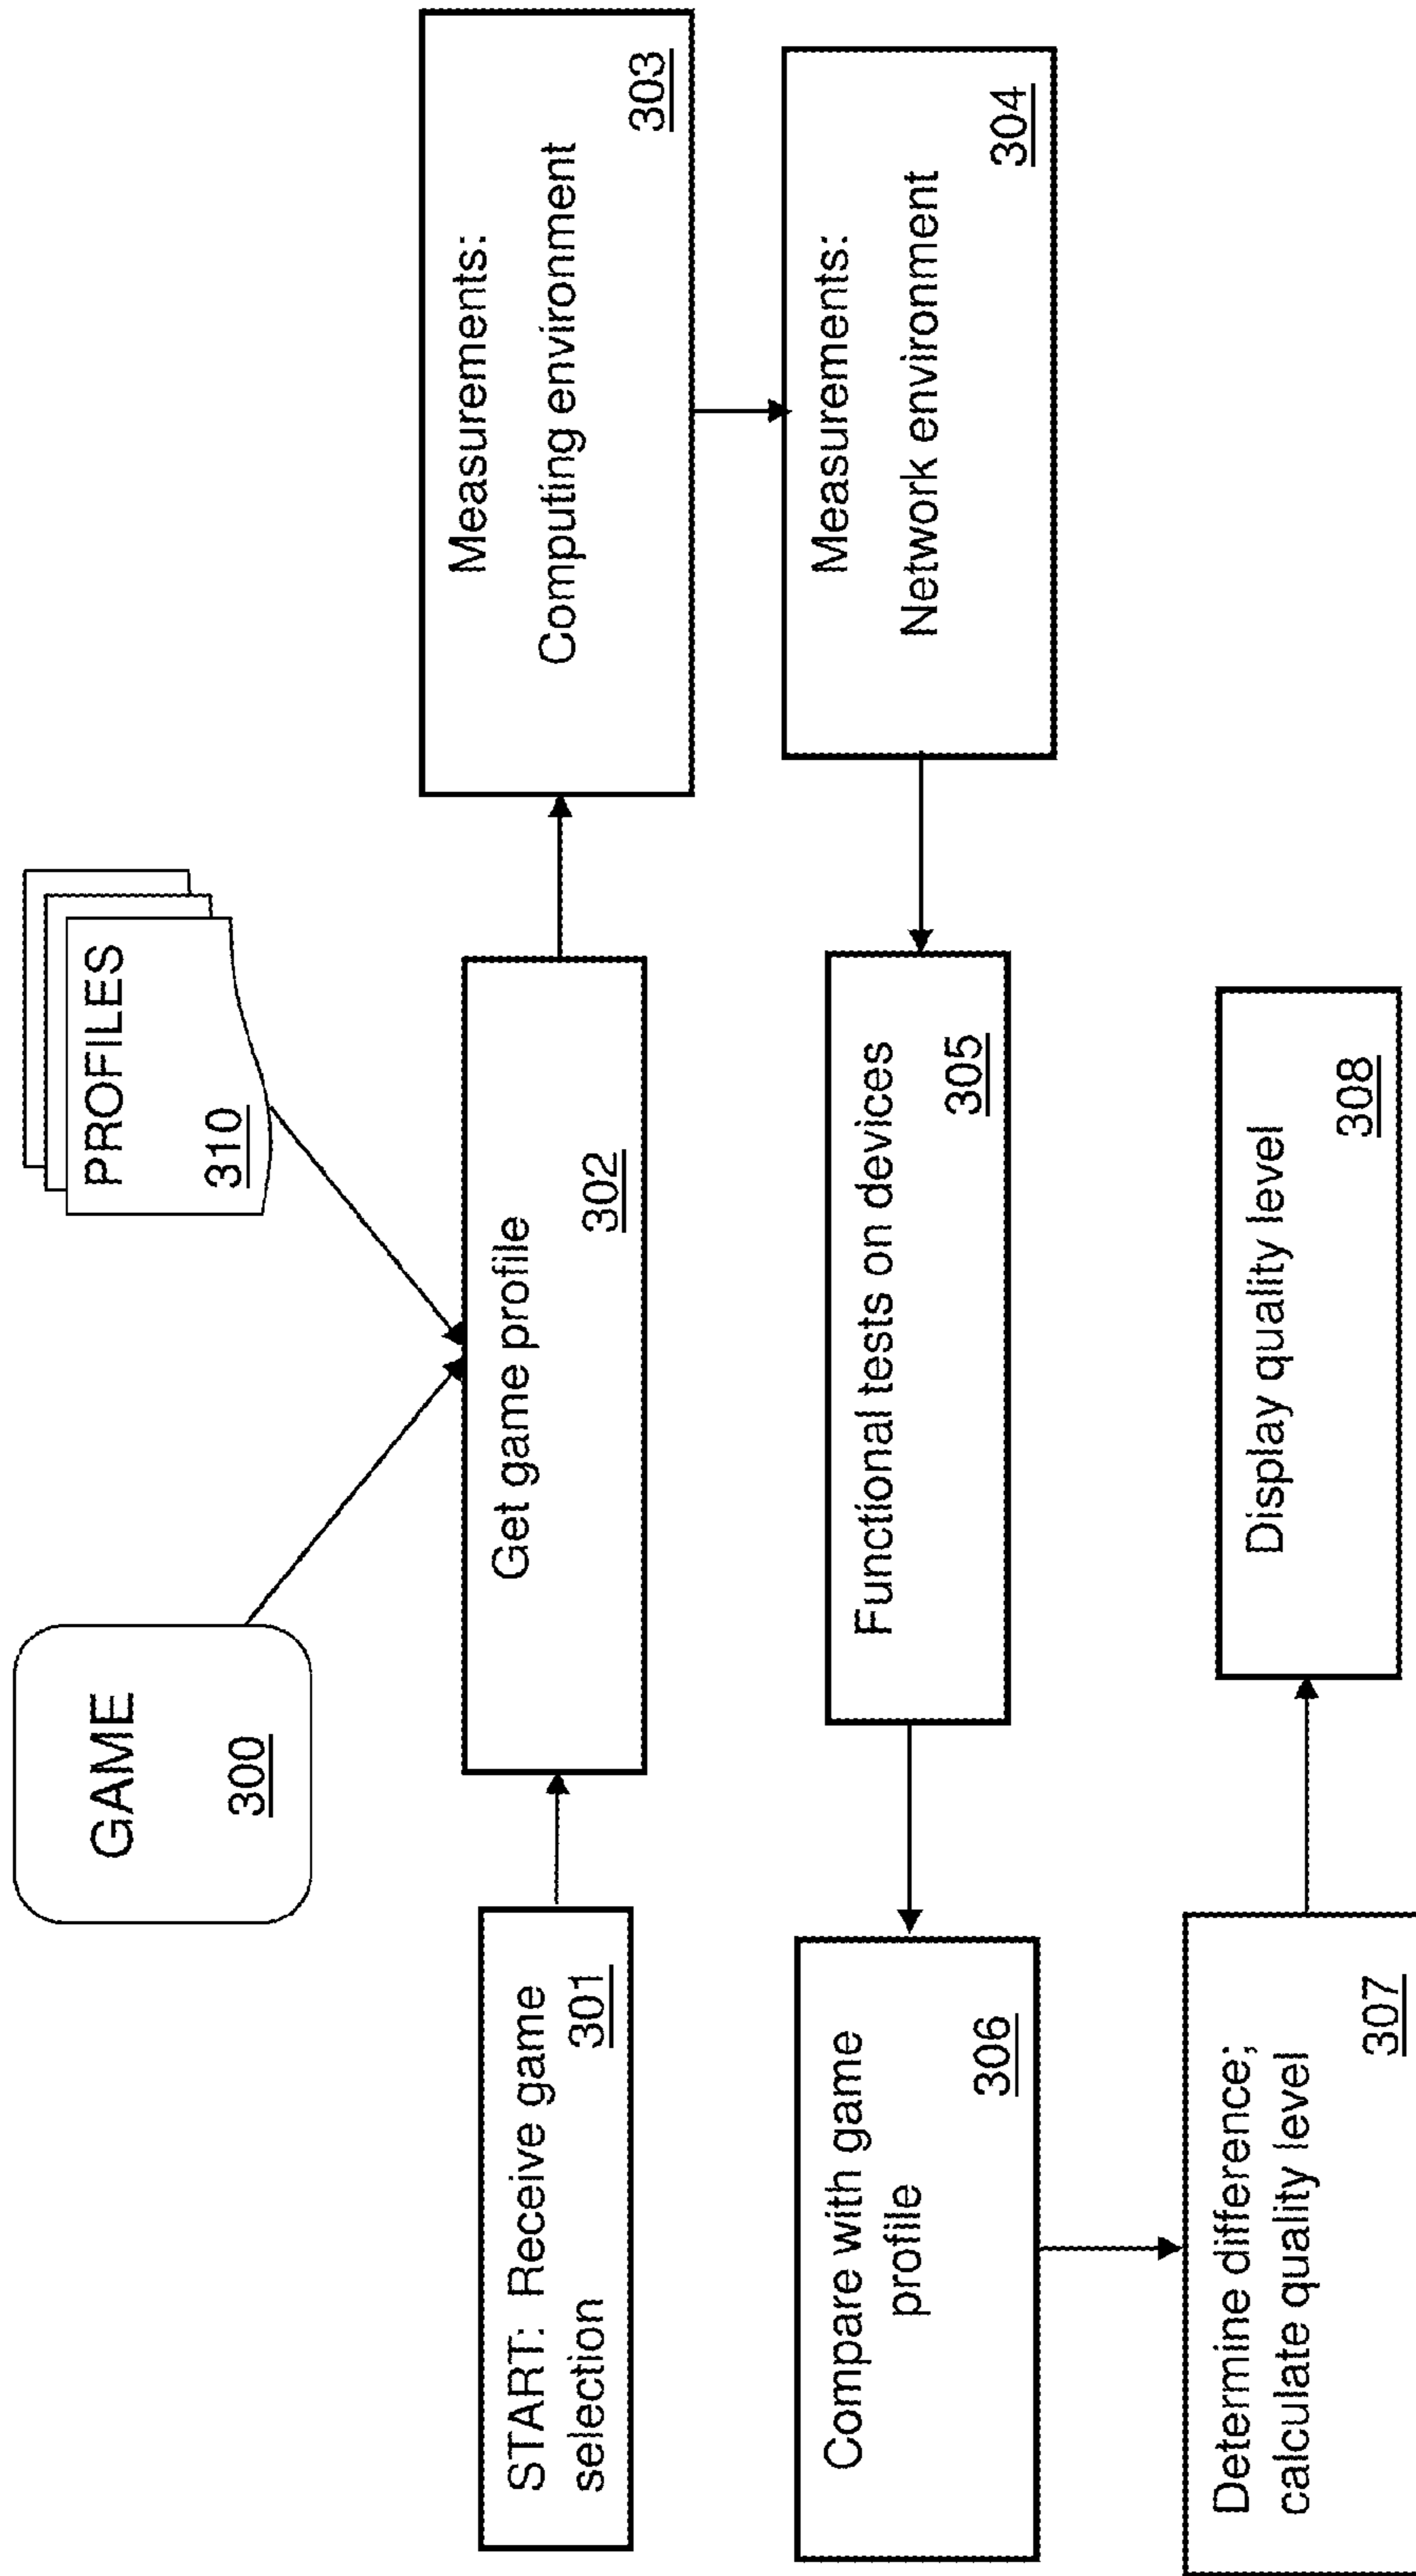 GAME
300
PROFILES
310
START: Receive game
selection
301
Get game profile
302
Measurements:
Computing environment
303
Measurements:
Network environment
304
Functional tests on devices
305
Compare with game
profile
306
Determine difference;
calculate quality level
307
Display quality level
308